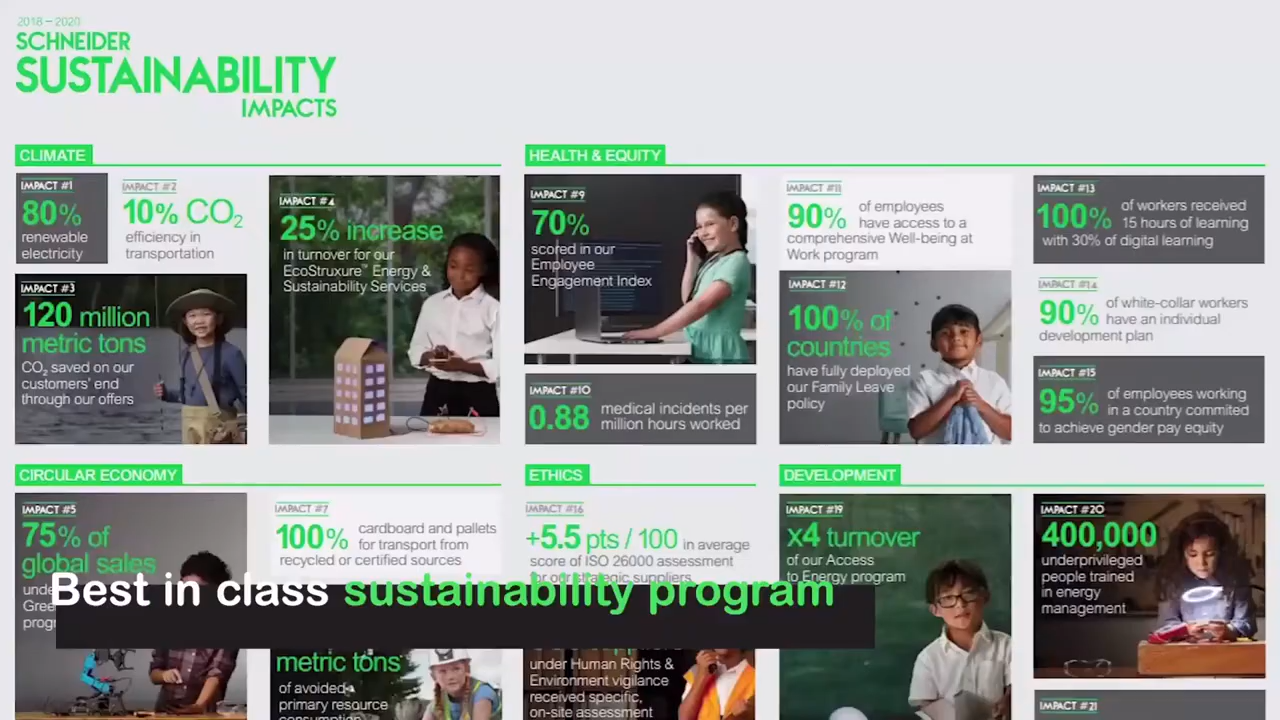 2018 – 2020
SCHNEIDER
SUSTAINABILITY
IMPACTS
CLIMATE
IMPACT #1
80%
renewable
electricity
IMPACT #2
10% CO₂
efficiency in
transportation
IMPACT #3
120 million
metric tons
CO₂ saved on our
customers' end
through our offers
IMPACT #4
25% increase
in turnover for our
EcoStruxure™ Energy &
Sustainability Services
HEALTH & EQUITY
IMPACT #9
70%
scored in our
Employee
Engagement Index
IMPACT #10
0.88 medical incidents per
million hours worked
IMPACT #11
90% of employees
have access to a
comprehensive Well-being at
Work program
IMPACT #12
100% of
countries
have fully deployed
our Family Leave
policy
IMPACT #13
100% of workers received
15 hours of learning
with 30% of digital learning
IMPACT #14
90% of white-collar workers
have an individual
development plan
IMPACT #15
95% of employees working
in a country commited
to achieve gender pay equity
CIRCULAR ECONOMY
IMPACT #5
75% of
global sales
IMPACT #7
100% cardboard and pallets
for transport from
recycled or certified sources
metric tons
of avoided
primary resource
consumption
ETHICS
IMPACT #16
+5.5 pts / 100 in average
score of ISO 26000 assessment
for our strategic suppliers
under Human Rights &
Environment vigilance
received specific,
on-site assessment
DEVELOPMENT
IMPACT #19
x4 turnover
of our Access
to Energy program
IMPACT #20
400,000
underprivileged
people trained
in energy
management
IMPACT #21
Best in class sustainability program